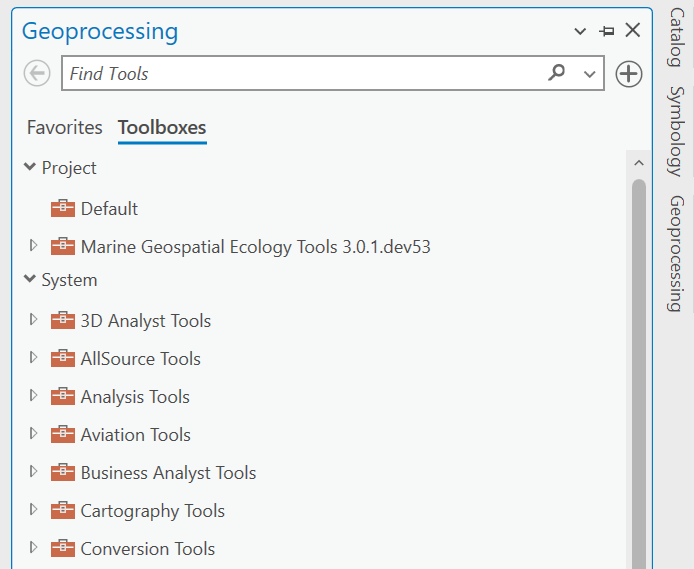 Geoprocessing
Find Tools
Favorites Toolboxes
Project
Default
Marine Geospatial Ecology Tools 3.0.1.dev53
System
3D Analyst Tools
AllSource Tools
Analysis Tools
Aviation Tools
Business Analyst Tools
Cartography Tools
Conversion Tools
Catalog
Symbology
Geoprocessing